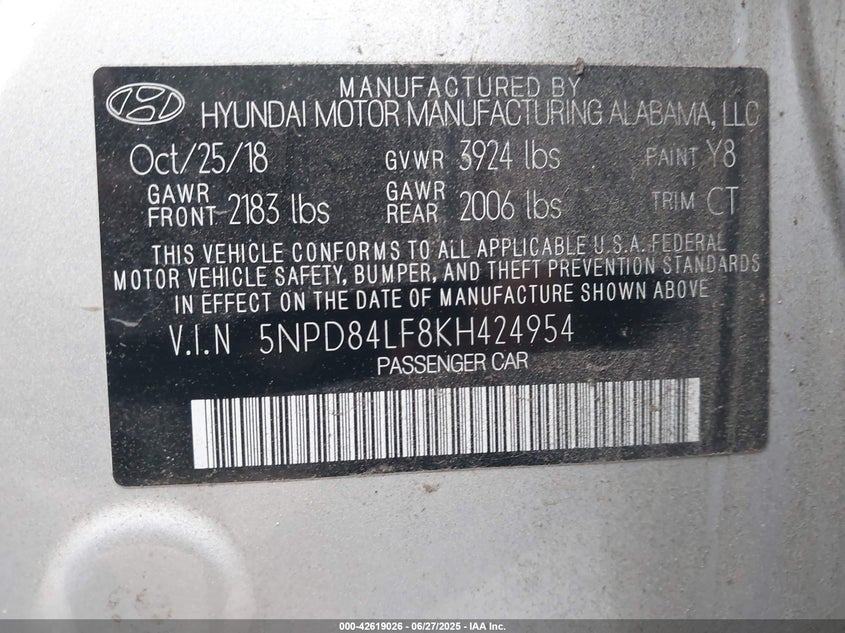 MANUFACTURED BY
HYUNDAI MOTOR MANUFACTURING ALABAMA, LLC
Oct/25/18 GVWR 3924 lbs PAINT Y8
GAWR FRONT 2183 lbs GAWR REAR 2006 lbs TRIM CT
THIS VEHICLE CONFORMS TO ALL APPLICABLE U.S.A. FEDERAL
MOTOR VEHICLE SAFETY, BUMPER, AND THEFT PREVENTION STANDARDS
IN EFFECT ON THE DATE OF MANUFACTURE SHOWN ABOVE
V.I.N 5NPD84LF8KH424954
PASSENGER CAR
000-42619026 - 06/27/2025 - IAA Inc.